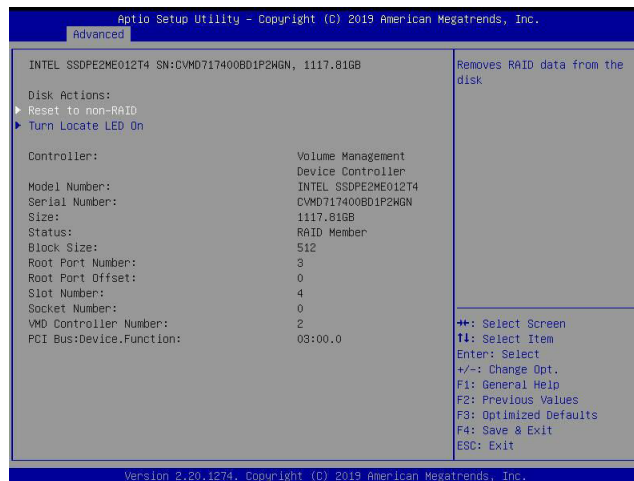 Aptio Setup Utility – Copyright (C) 2019 American Megatrends, Inc.
Advanced
INTEL SSDPE2ME012T4 SN:CVMD717400BD1P2WGN, 1117.81GB
Disk Actions:
Reset to non-RAID
Turn Locate LED On
Controller: Volume Management
Device Controller
Model Number: INTEL SSDPE2ME012T4
Serial Number: CVMD717400BD1P2WGN
Size: 1117.81GB
Status: RAID Member
Block Size: 512
Root Port Number: 3
Root Port Offset: 0
Slot Number: 4
Socket Number: 0
VMD Controller Number: 2
PCI Bus:Device.Function: 03:00.0
Removes RAID data from the
disk
→←: Select Screen
↑↓: Select Item
Enter: Select
+/-: Change Opt.
F1: General Help
F2: Previous Values
F3: Optimized Defaults
F4: Save & Exit
ESC: Exit
Version 2.20.1274. Copyright (C) 2019 American Megatrends, Inc.